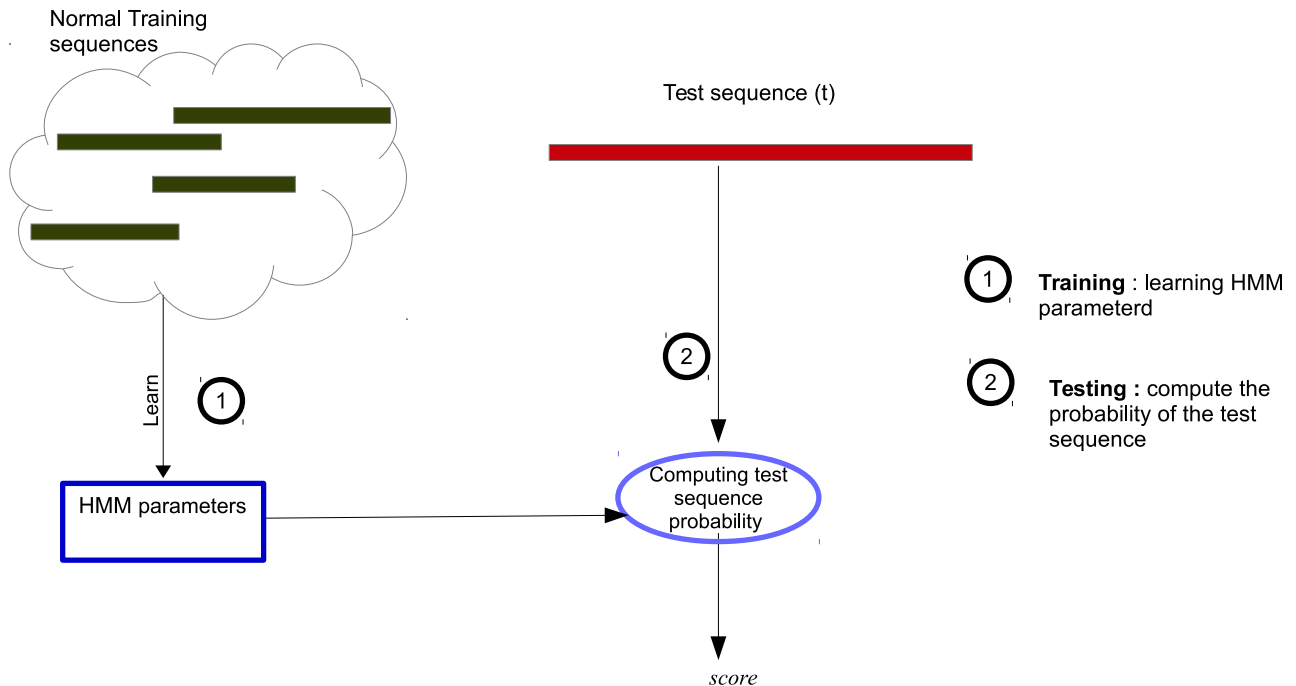 Normal Training
sequences
Test sequence (t)
1
Training : learning HMM
parameterd
2
Testing : compute the
probability of the test
sequence
2
Learn
1
HMM parameters
Computing test
sequence
probability
score